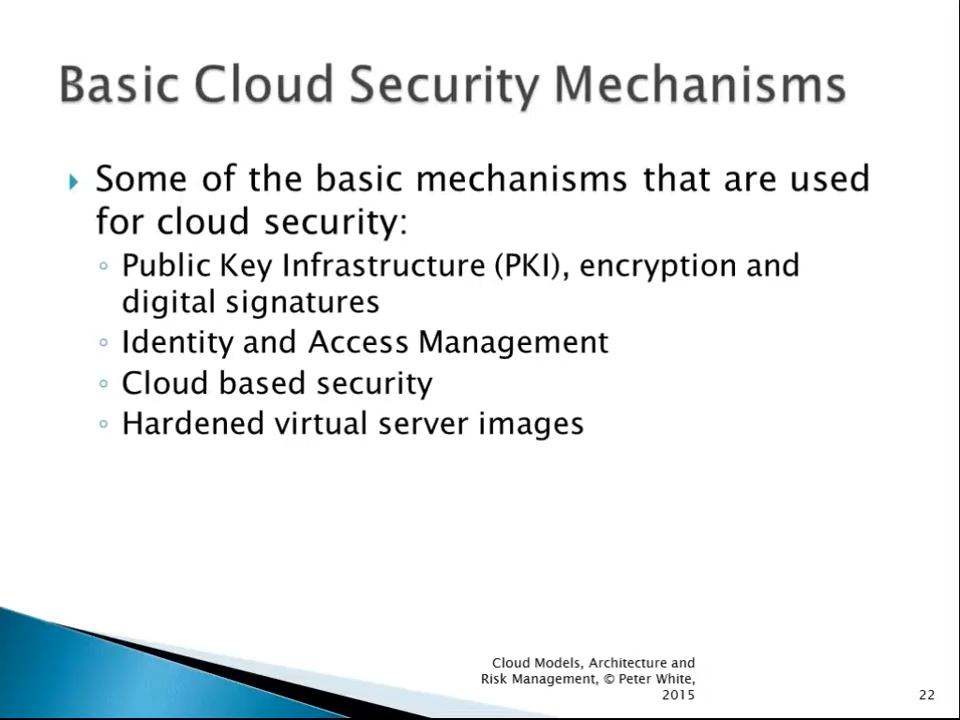 Basic Cloud Security Mechanisms
Some of the basic mechanisms that are used
for cloud security:
Public Key Infrastructure (PKI), encryption and
digital signatures
Identity and Access Management
Cloud based security
Hardened virtual server images
Cloud Models, Architecture and
Risk Management, © Peter White,
2015
22